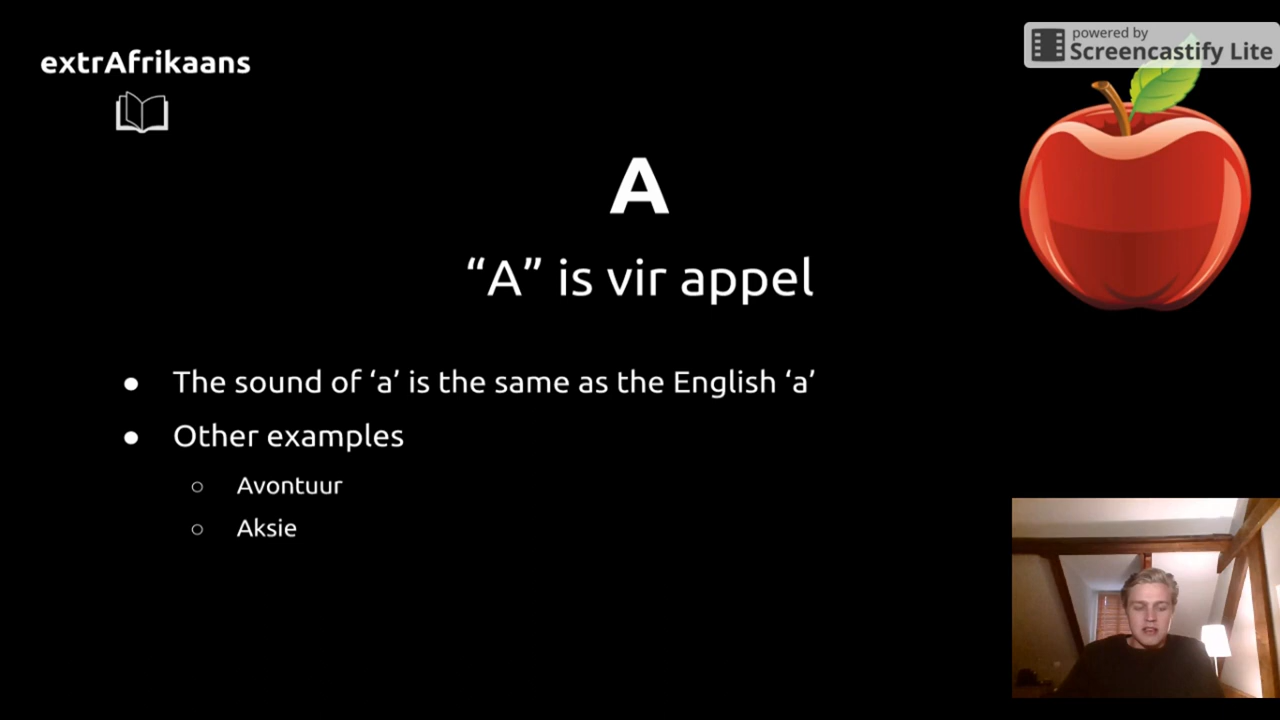 extrAfrikaans
powered by
Screencastify Lite
A
“A” is vir appel
● The sound of ‘a’ is the same as the English ‘a’
● Other examples
○ Avontuur
○ Aksie